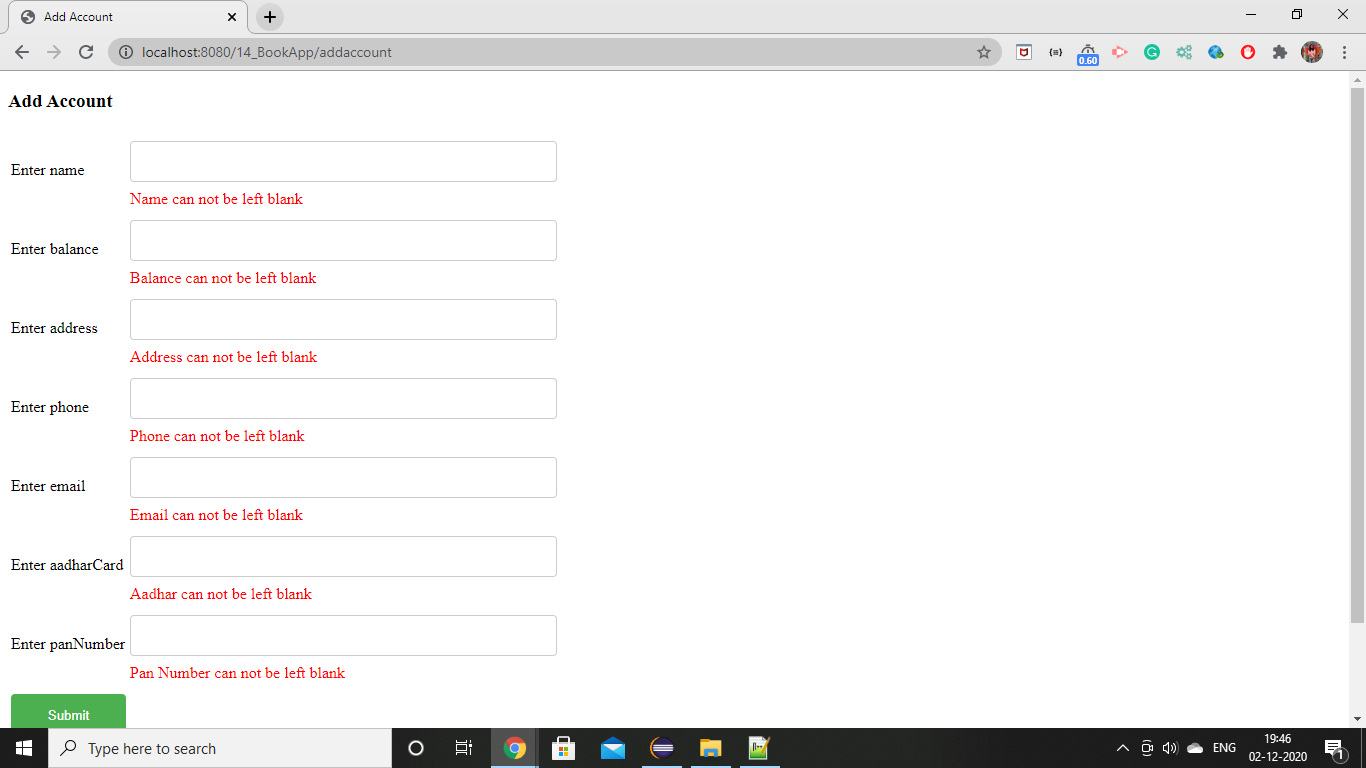 Add Account
localhost:8080/14_BookApp/addaccount
0.60
Add Account
Enter name
Name can not be left blank
Enter balance
Balance can not be left blank
Enter address
Address can not be left blank
Enter phone
Phone can not be left blank
Enter email
Email can not be left blank
Enter aadharCard
Aadhar can not be left blank
Enter panNumber
Pan Number can not be left blank
Submit
Type here to search
ENG
19:46
02-12-2020
1